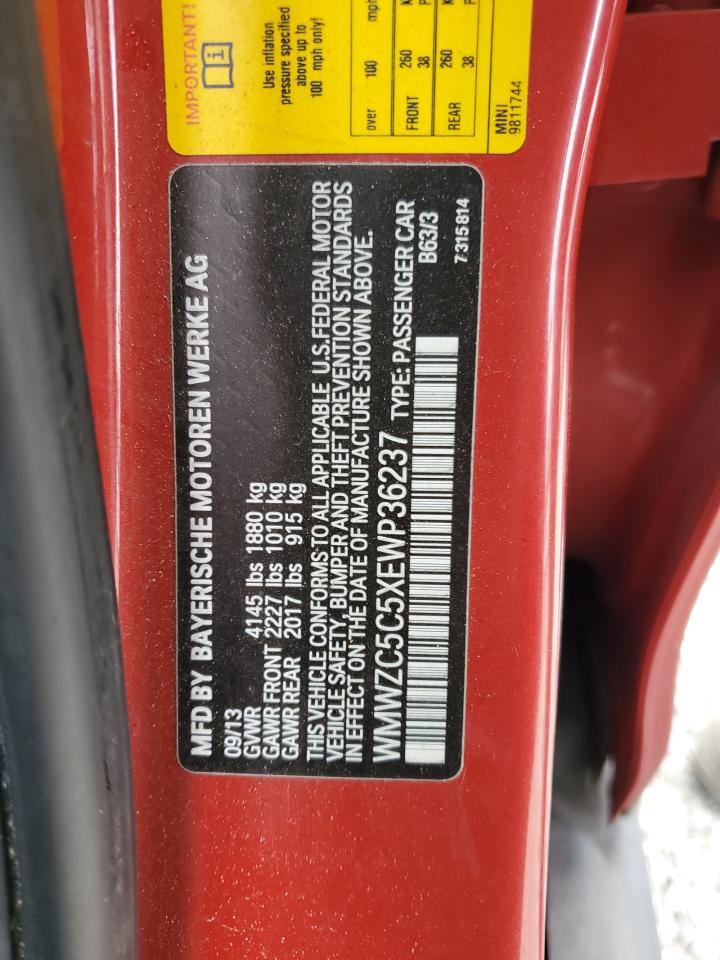 IMPORTANT!
Use inflation
pressure specified
above up to
100 mph only!
over 100 mph
FRONT 260
38
REAR 260
38
MINI
9811744
MFD BY BAYERISCHE MOTOREN WERKE AG
09/13
GVWR 4145 lbs 1880 kg
GAWR FRONT 2227 lbs 1010 kg
GAWR REAR 2017 lbs 915 kg
THIS VEHICLE CONFORMS TO ALL APPLICABLE U.S. FEDERAL MOTOR
VEHICLE SAFETY, BUMPER AND THEFT PREVENTION STANDARDS
IN EFFECT ON THE DATE OF MANUFACTURE SHOWN ABOVE.
WMWZC5C5XEWP36237 TYPE: PASSENGER CAR
B63/3
7 315 814